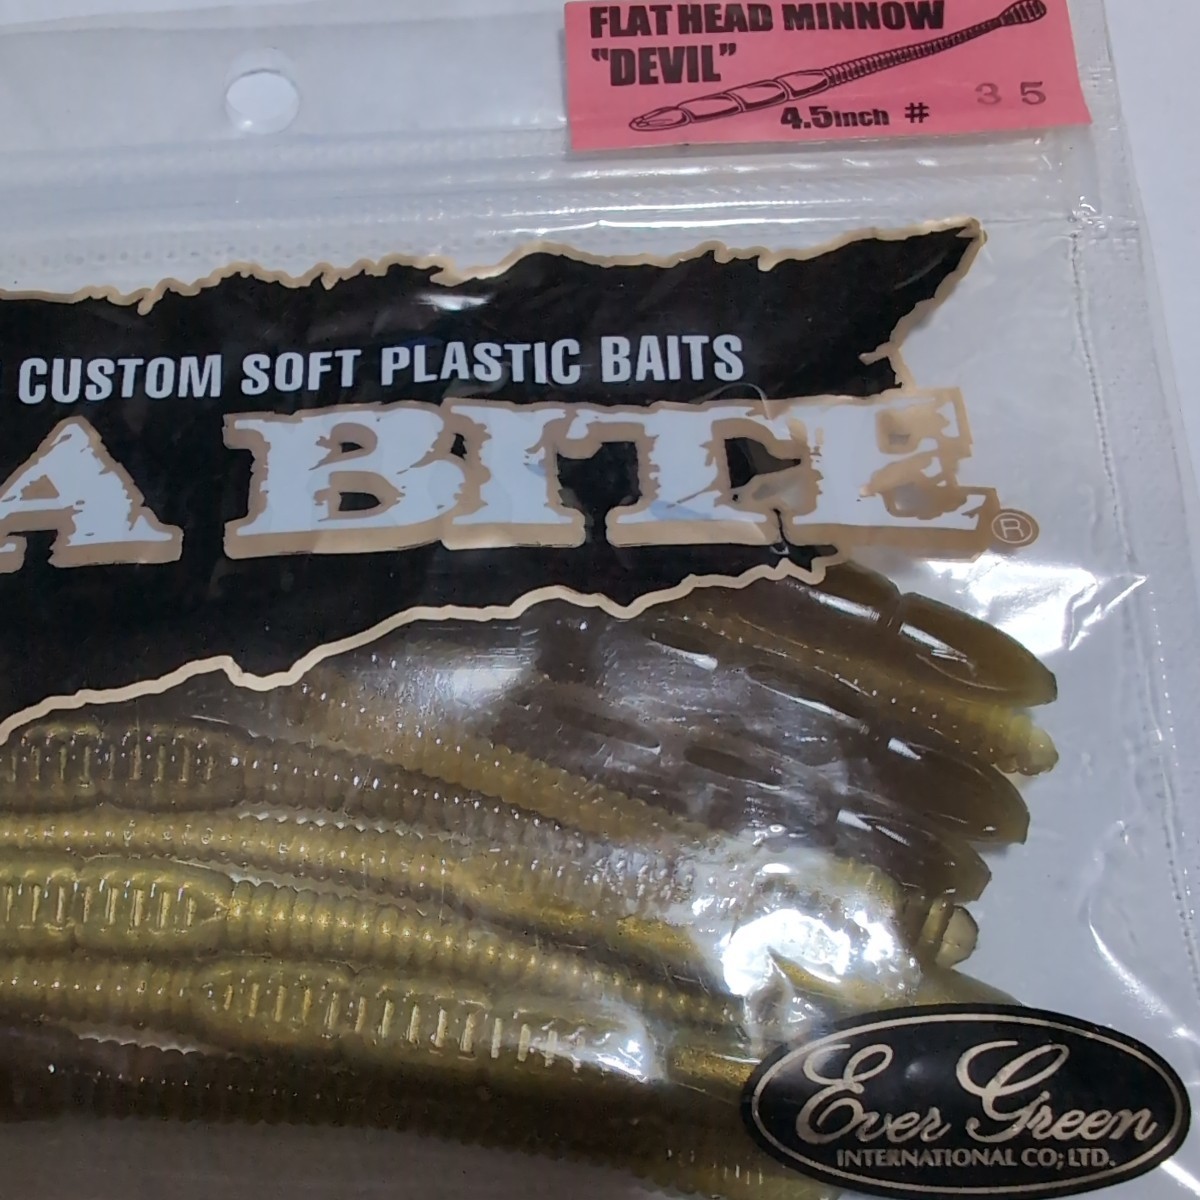 FLAT HEAD MINNOW
"DEVIL"
4.5inch # 35
CUSTOM SOFT PLASTIC BAITS
A BITE ®
Ever Green
INTERNATIONAL CO; LTD.